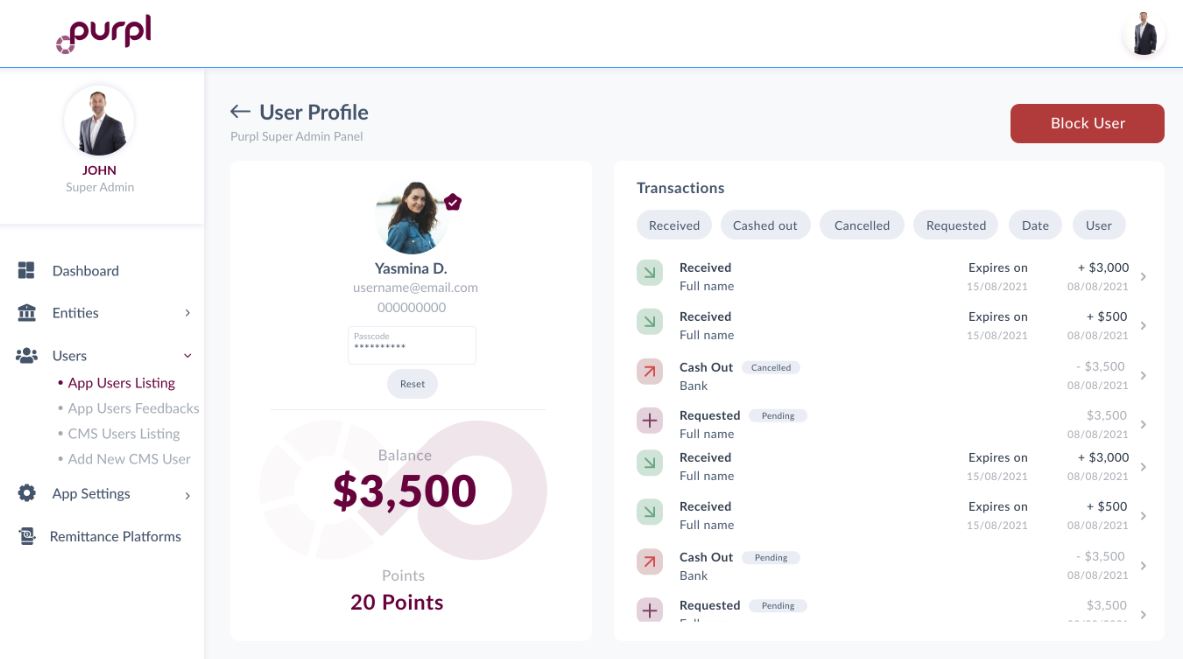 purpl
JOHN
Super Admin
Dashboard
Entities
Users
• App Users Listing
• App Users Feedbacks
• CMS Users Listing
• Add New CMS User
App Settings
Remittance Platforms
← User Profile
Purpl Super Admin Panel
Block User
Yasmina D.
username@email.com
000000000
Passcode
**********
Reset
Balance
$3,500
Points
20 Points
Transactions
Received Cashed out Cancelled Requested Date User
Received Expires on + $3,000
Full name 15/08/2021 08/08/2021
Received Expires on + $500
Full name 15/08/2021 08/08/2021
Cash Out Cancelled - $3,500
Bank 08/08/2021
Requested Pending $3,500
Full name 08/08/2021
Received Expires on + $3,000
Full name 15/08/2021 08/08/2021
Received Expires on + $500
Full name 15/08/2021 08/08/2021
Cash Out Pending - $3,500
Bank 08/08/2021
Requested Pending $3,500